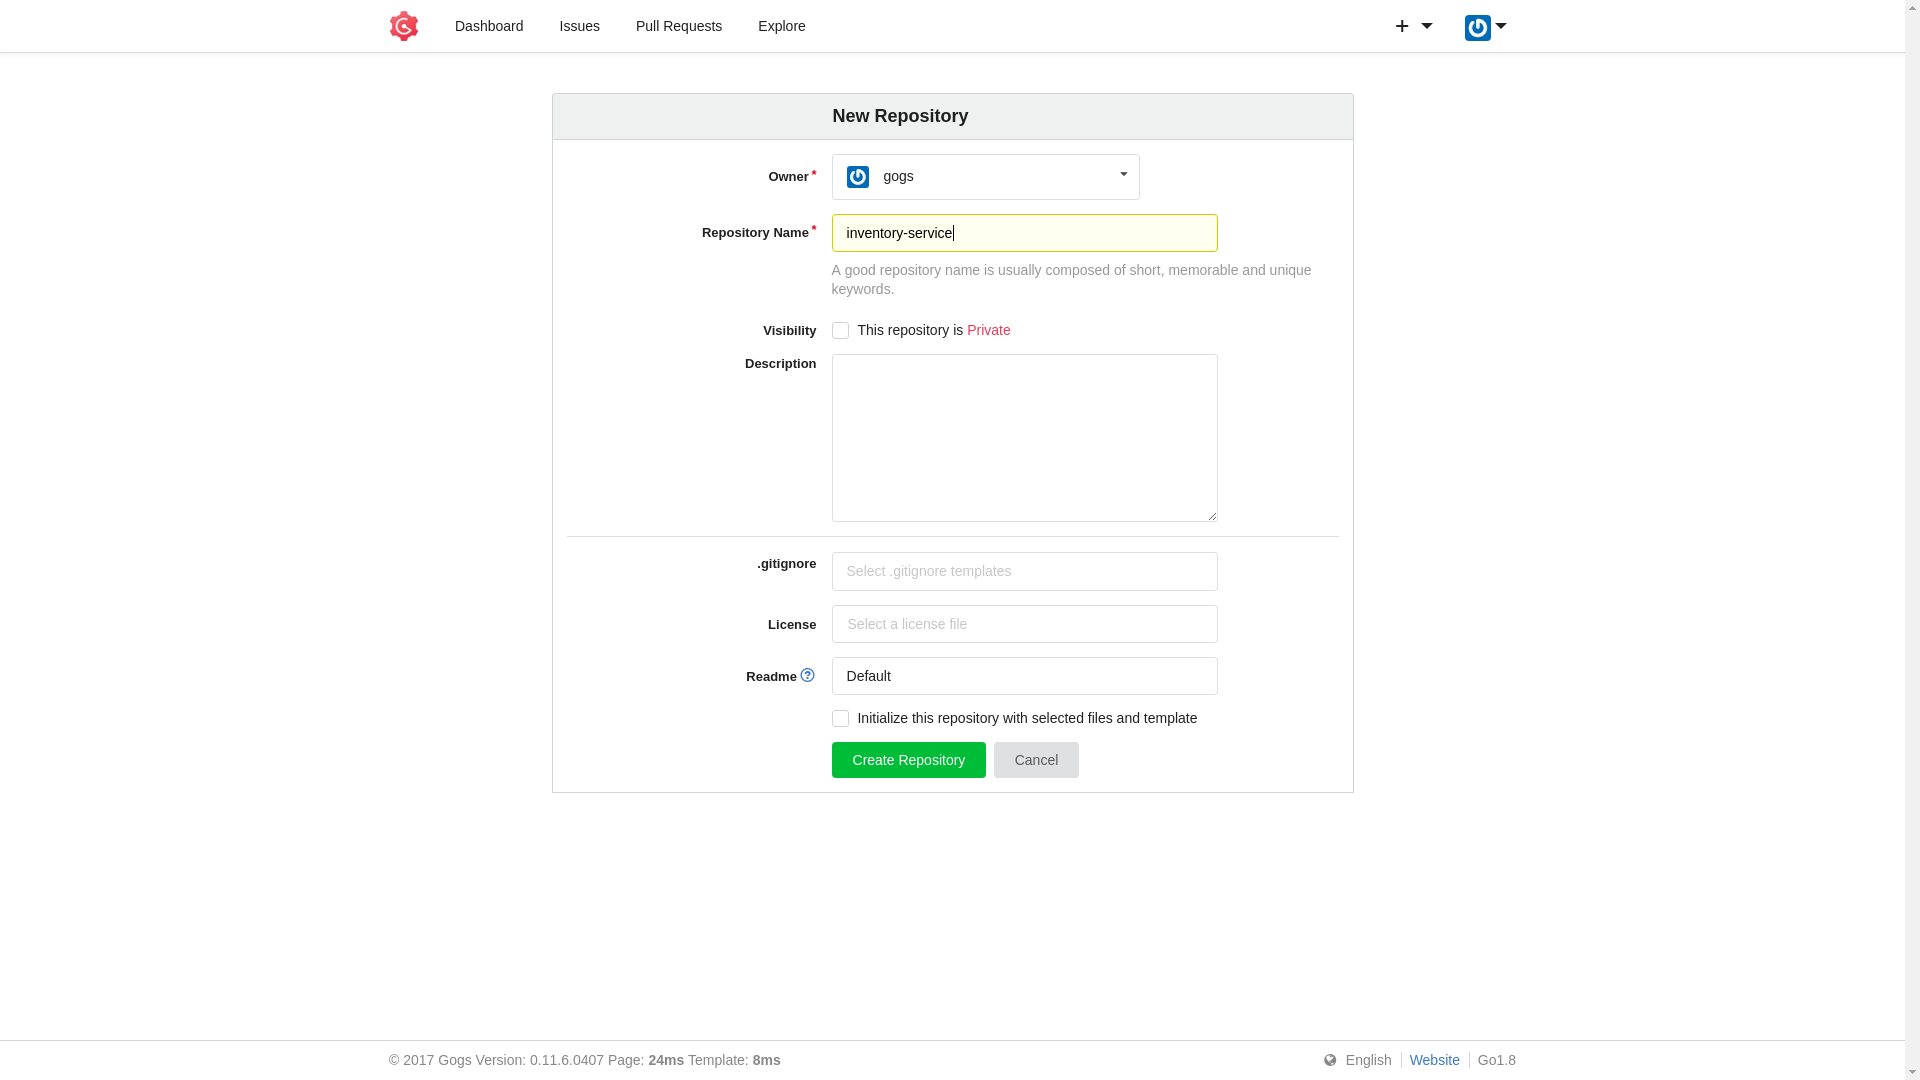 Dashboard Issues Pull Requests Explore
New Repository
Owner *
gogs
Repository Name *
inventory-service
A good repository name is usually composed of short, memorable and unique
keywords.
Visibility
This repository is Private
Description
.gitignore
Select .gitignore templates
License
Select a license file
Readme
Default
Initialize this repository with selected files and template
Create Repository Cancel
© 2017 Gogs Version: 0.11.6.0407 Page: 24ms Template: 8ms
English Website Go1.8